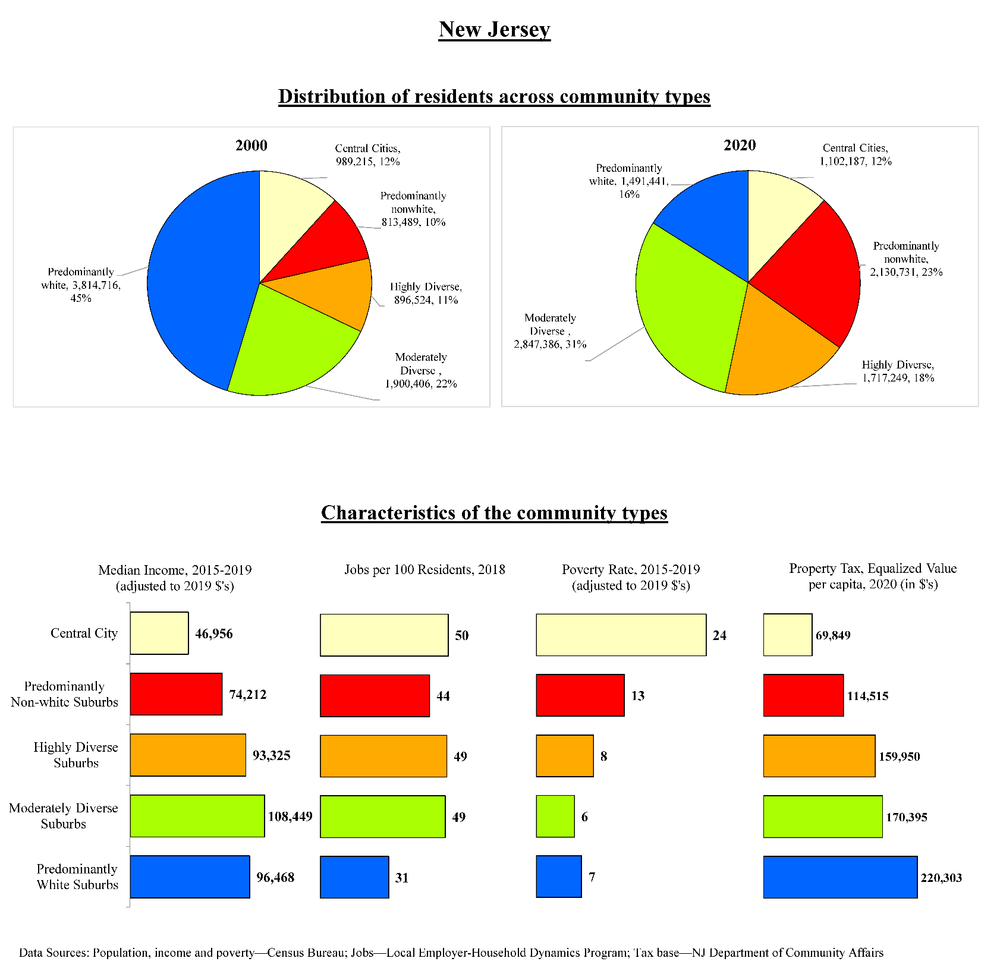 New Jersey
Distribution of residents across community types
2000
Central Cities,
989,215, 12%
Predominantly
nonwhite,
813,489, 10%
Highly Diverse,
896,524, 11%
Moderately
Diverse ,
1,900,406, 22%
Predominantly
white, 3,814,716,
45%
2020
Central Cities,
1,102,187, 12%
Predominantly
nonwhite,
2,130,731, 23%
Highly Diverse,
1,717,249, 18%
Moderately
Diverse ,
2,847,386, 31%
Predominantly
white, 1,491,441,
16%
Characteristics of the community types
Median Income, 2015-2019
(adjusted to 2019 $'s)
Jobs per 100 Residents, 2018
Poverty Rate, 2015-2019
(adjusted to 2019 $'s)
Property Tax, Equalized Value
per capita, 2020 (in $'s)
Central City
46,956
50
24
69,849
Predominantly
Non-white Suburbs
74,212
44
13
114,515
Highly Diverse
Suburbs
93,325
49
8
159,950
Moderately Diverse
Suburbs
108,449
49
6
170,395
Predominantly
White Suburbs
96,468
31
7
220,303
Data Sources: Population, income and poverty—Census Bureau; Jobs—Local Employer-Household Dynamics Program; Tax base—NJ Department of Community Affairs